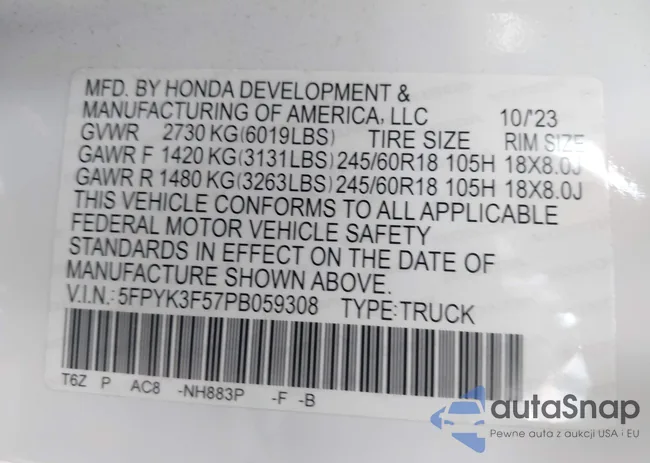 MFD. BY HONDA DEVELOPMENT &
MANUFACTURING OF AMERICA, LLC 10/'23
GVWR 2730 KG(6019LBS) TIRE SIZE RIM SIZE
GAWR F 1420 KG(3131LBS) 245/60R18 105H 18X8.0J
GAWR R 1480 KG(3263LBS) 245/60R18 105H 18X8.0J
THIS VEHICLE CONFORMS TO ALL APPLICABLE
FEDERAL MOTOR VEHICLE SAFETY
STANDARDS IN EFFECT ON THE DATE OF
MANUFACTURE SHOWN ABOVE.
V.I.N.: 5FPYK3F57PB059308 TYPE:TRUCK
T6Z P AC8 -NH883P -F -B
autaSnap
Pewne auta z aukcji USA i EU